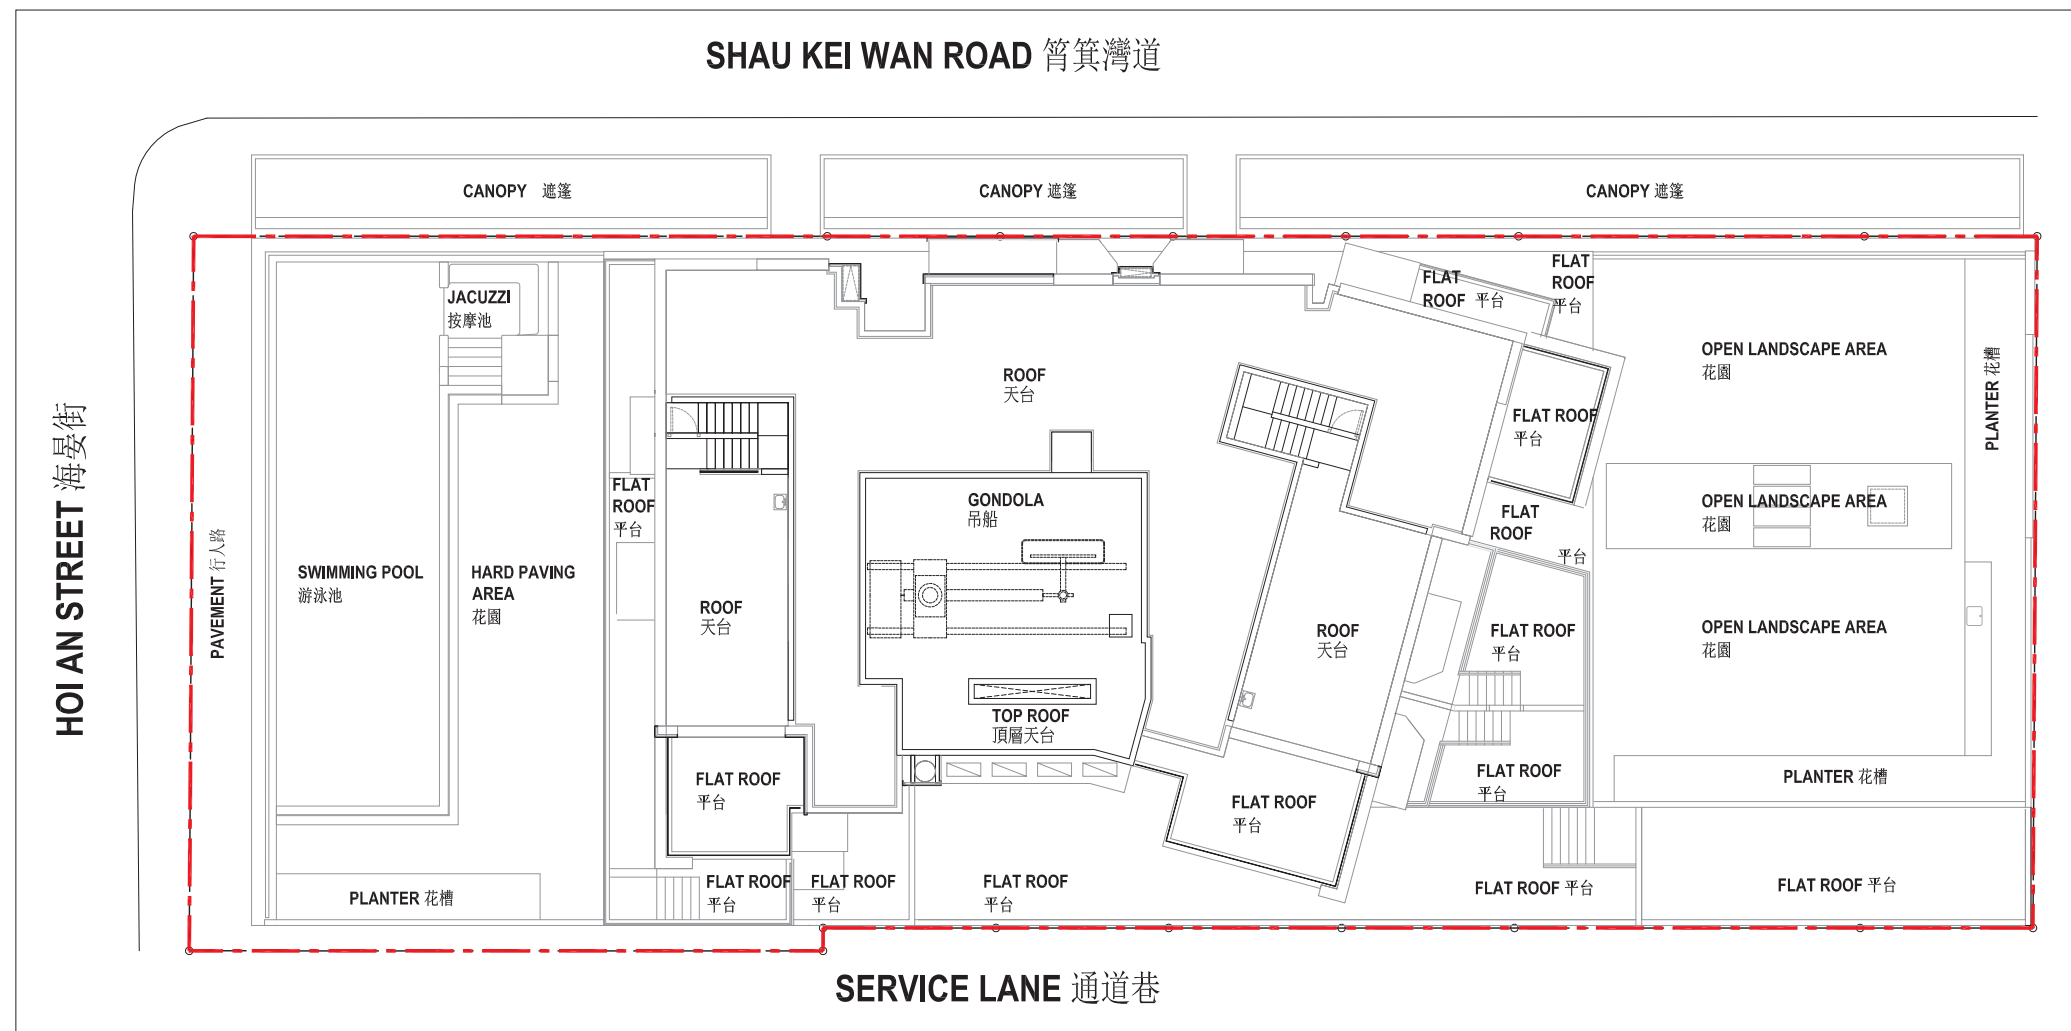 SHAU KEI WAN ROAD 筲箕灣道
CANOPY 遮篷
CANOPY 遮篷
CANOPY 遮篷
HOI AN STREET 海晏街
PAVEMENT 行人路
JACUZZI
按摩池
SWIMMING POOL
游泳池
HARD PAVING
AREA
花園
PLANTER 花槽
FLAT
ROOF
平台
ROOF
天台
FLAT ROOF
平台
FLAT ROOF
平台
FLAT ROOF
平台
ROOF
天台
GONDOLA
吊船
TOP ROOF
頂層天台
FLAT ROOF
平台
ROOF
天台
FLAT ROOF
平台
FLAT
ROOF 平台
FLAT
ROOF
平台
FLAT ROOF
平台
FLAT
ROOF
平台
FLAT ROOF
平台
FLAT ROOF
平台
FLAT ROOF 平台
OPEN LANDSCAPE AREA
花園
OPEN LANDSCAPE AREA
花園
OPEN LANDSCAPE AREA
花園
PLANTER 花槽
PLANTER 花槽
FLAT ROOF 平台
SERVICE LANE 通道巷